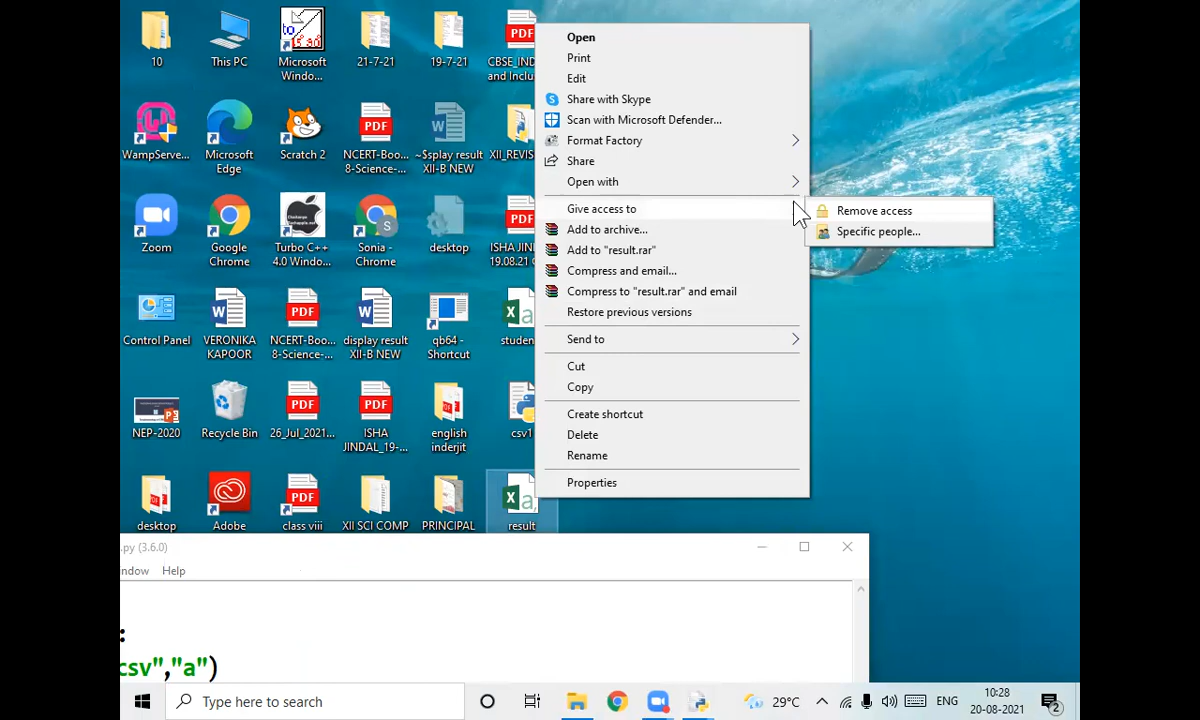 10
This PC
Microsoft
Windo...
21-7-21
19-7-21
CBSE_IND
and Inclu
WampServe...
Microsoft
Edge
Scratch 2
NCERT-Boo...
8-Science-...
~$splay result
XII-B NEW
XII_REVIS
Zoom
Google
Chrome
Turbo C++
4.0 Windo...
Sonia -
Chrome
desktop
ISHA JINDAL
19.08.21
Control Panel
VERONIKA
KAPOOR
NCERT-Boo...
8-Science-...
display result
XII-B NEW
qb64 -
Shortcut
studen
NEP-2020
Recycle Bin
26_Jul_2021...
ISHA
JINDAL_19-...
english
inderjit
csv1
desktop
Adobe
class viii
XII SCI COMP
PRINCIPAL
result
Open
Print
Edit
Share with Skype
Scan with Microsoft Defender...
Format Factory
Share
Open with
Give access to
Add to archive...
Add to "result.rar"
Compress and email...
Compress to "result.rar" and email
Restore previous versions
Send to
Cut
Copy
Create shortcut
Delete
Rename
Properties
Remove access
Specific people...
.py (3.6.0)
ndow Help
:
csv","a")
Type here to search
29°C
ENG
10:28
20-08-2021
2